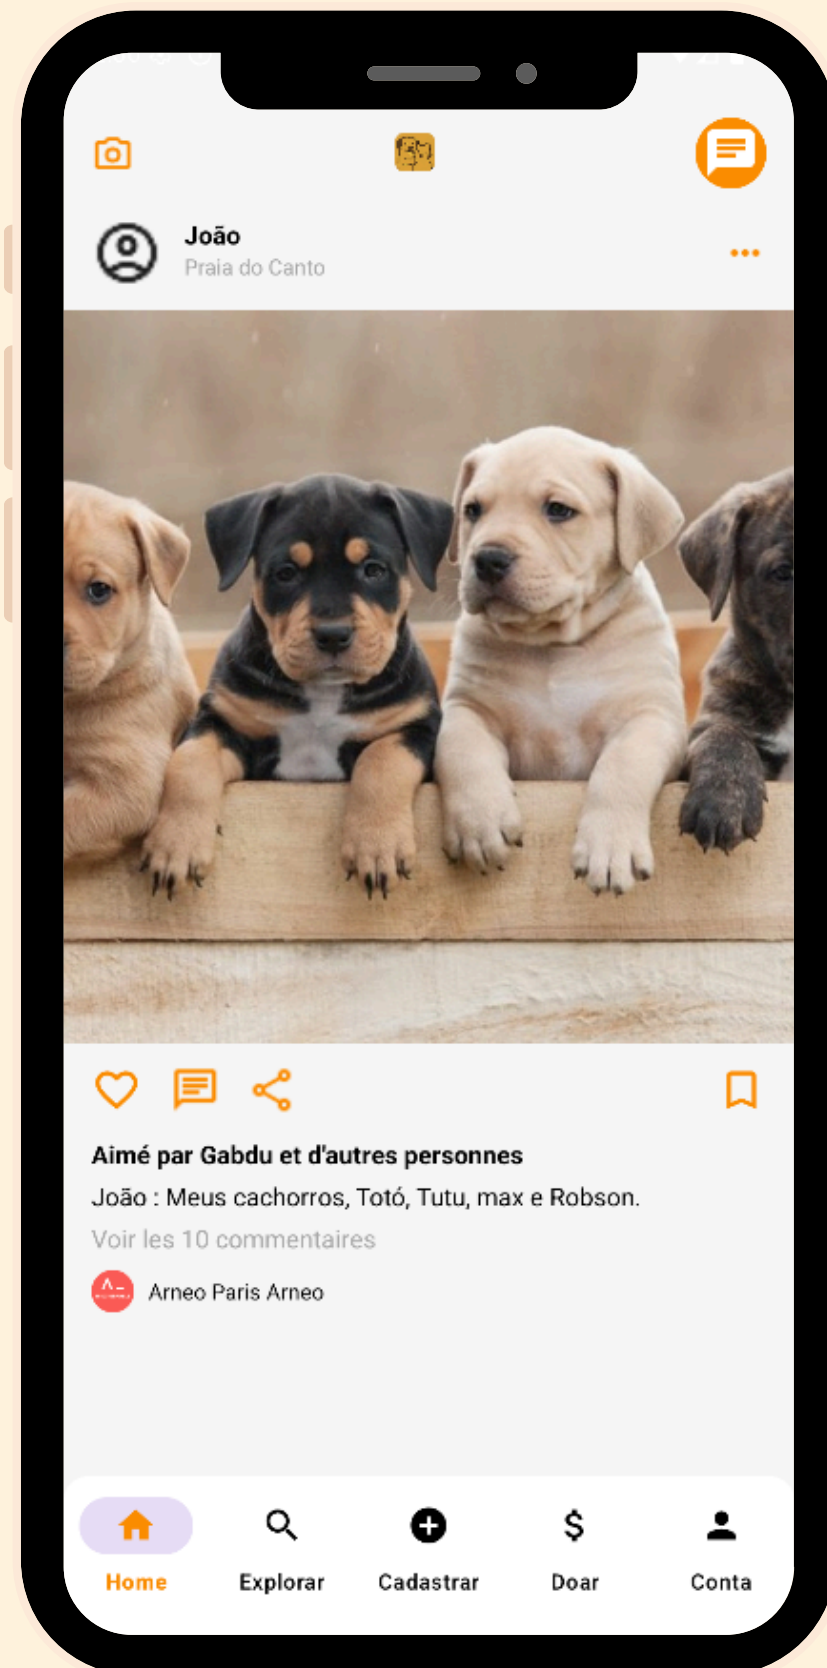 João
Praia do Canto
Aimé par Gabdu et d'autres personnes
João : Meus cachorros, Totó, Tutu, max e Robson.
Voir les 10 commentaires
Arneo Paris Arneo
Home
Explorar
Cadastrar
Doar
Conta